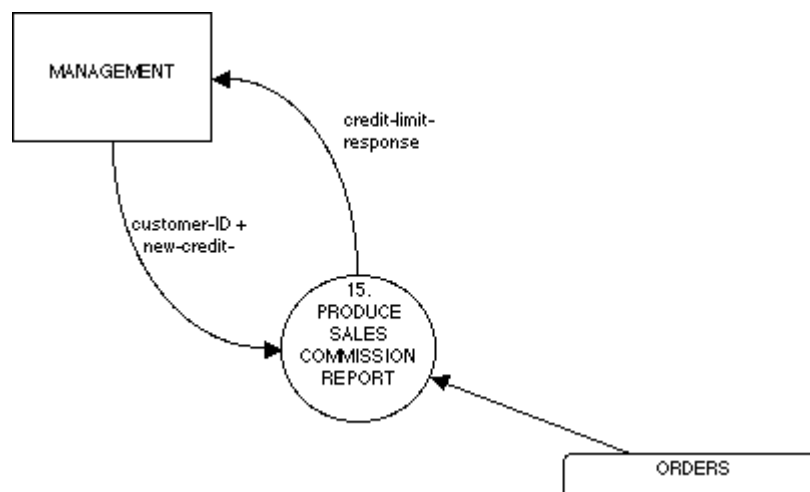 MANAGEMENT
credit-limit-
response
customer-ID +
new-credit-
15.
PRODUCE
SALES
COMMISSION
REPORT
ORDERS